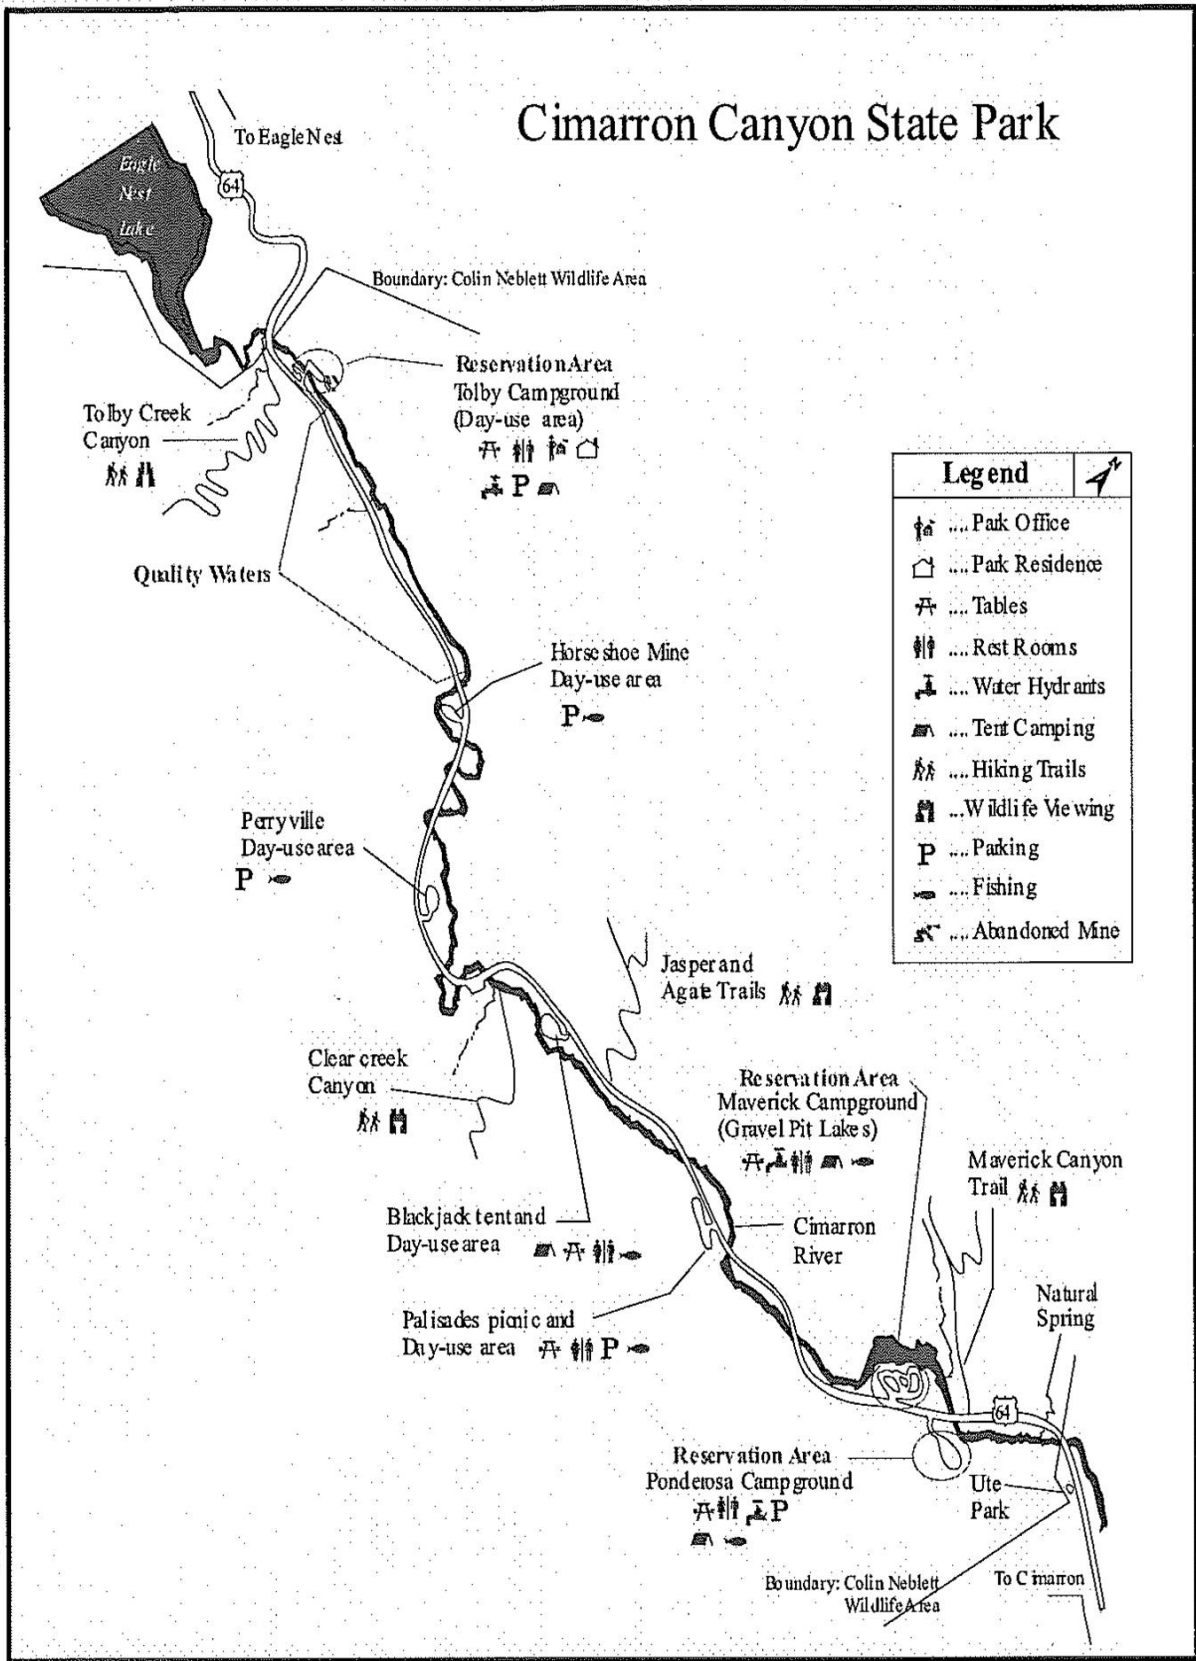 Cimarron Canyon State Park
To Eagle Nest
Eagle
Nest
Lake
64
Boundary: Colin Neblett Wildlife Area
Reservation Area
Tolby Campground
(Day-use area)
P
Tolby Creek
Canyon
Quality Waters
Legend
N
....Park Office
....Park Residence
....Tables
....Rest Rooms
....Water Hydrants
....Tent Camping
....Hiking Trails
...Wildlife Viewing
P ....Parking
....Fishing
....Abandoned Mine
Horseshoe Mine
Day-use area
P
Perryville
Day-use area
P
Jasper and
Agate Trails
Clear creek
Canyon
Reservation Area
Maverick Campground
(Gravel Pit Lakes)
Maverick Canyon
Trail
Blackjack tent and
Day-use area
Cimarron
River
Palisades picnic and
Day-use area P
Natural
Spring
64
Reservation Area
Ponderosa Campground
P
Ute
Park
Boundary: Colin Neblett
Wildlife Area
To Cimarron